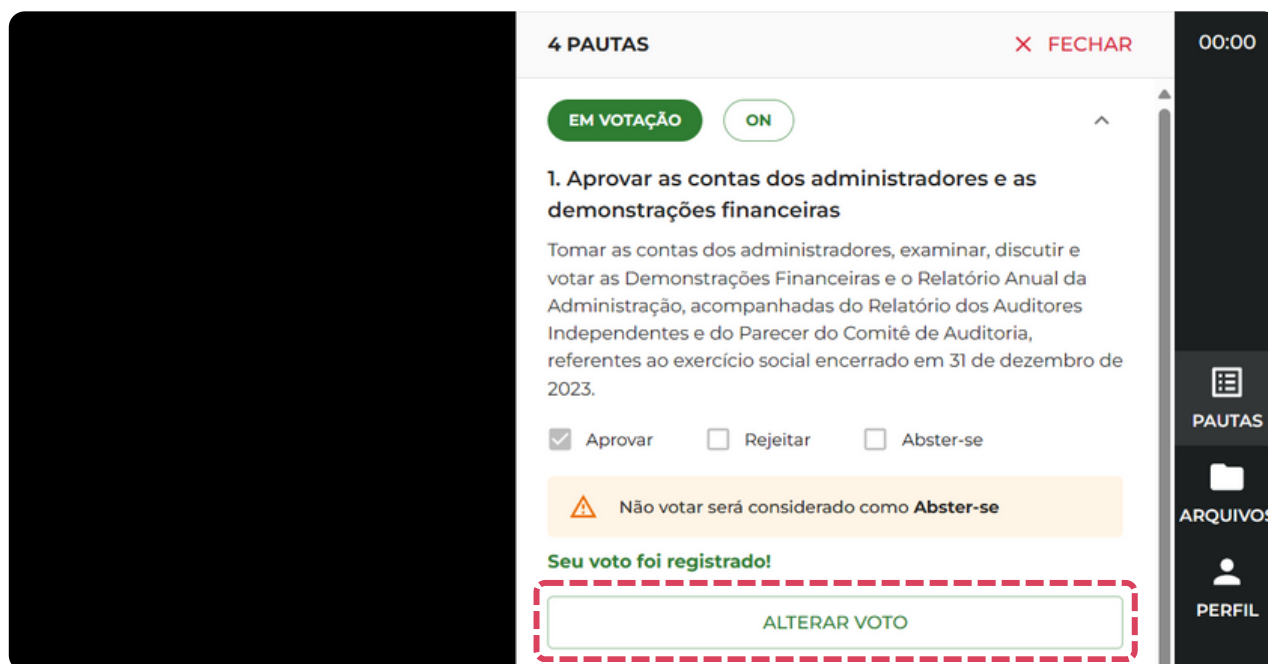 4 PAUTAS
FECHAR
00:00
EM VOTAÇÃO
ON
1. Aprovar as contas dos administradores e as
demonstrações financeiras
Tomar as contas dos administradores, examinar, discutir e
votar as Demonstrações Financeiras e o Relatório Anual da
Administração, acompanhadas do Relatório dos Auditores
Independentes e do Parecer do Comitê de Auditoria,
referentes ao exercício social encerrado em 31 de dezembro de
2023.
Aprovar
Rejeitar
Abster-se
Não votar será considerado como Abster-se
Seu voto foi registrado!
ALTERAR VOTO
PAUTAS
ARQUIVOS
PERFIL